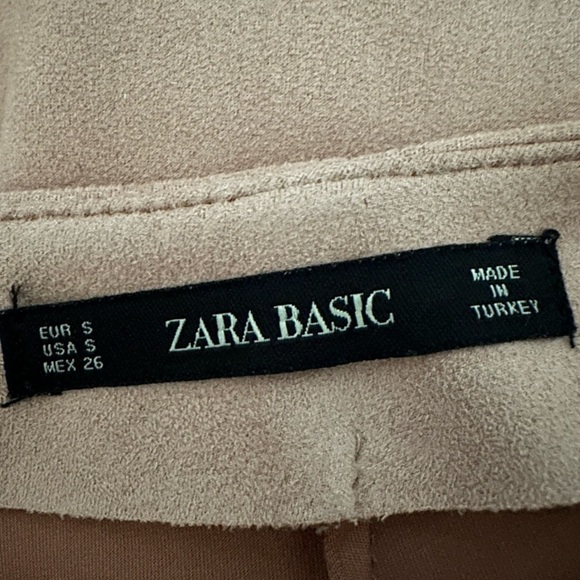 EUR S
USA S
MEX 26
ZARA BASIC
MADE
IN
TURKEY